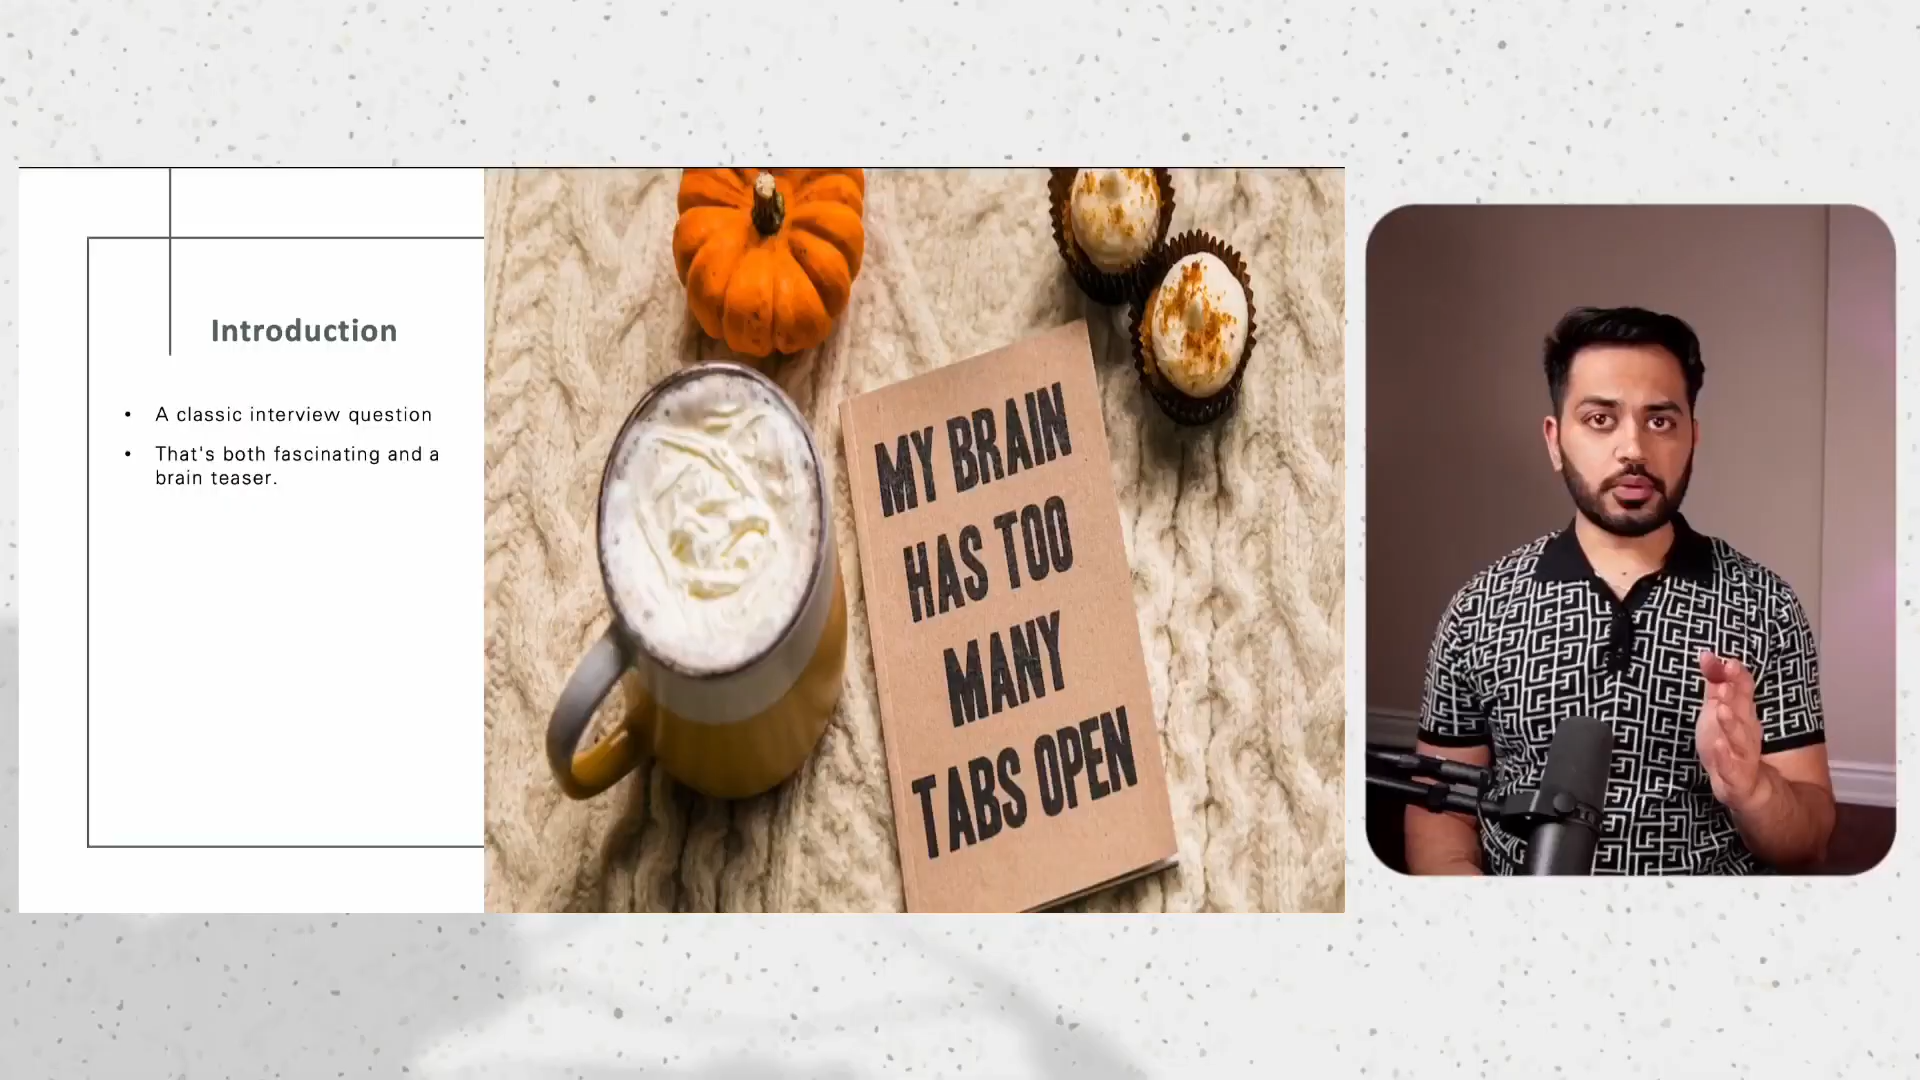 Introduction
• A classic interview question
• That's both fascinating and a
brain teaser.
MY BRAIN
HAS TOO
MANY
TABS OPEN